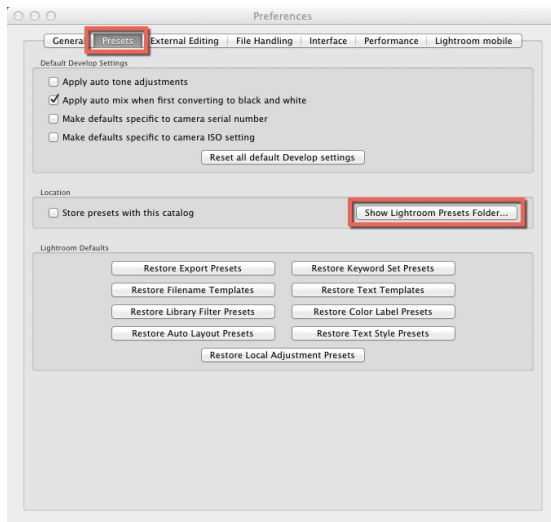 Preferences
General Presets External Editing File Handling Interface Performance Lightroom mobile
Default Develop Settings
Apply auto tone adjustments
Apply auto mix when first converting to black and white
Make defaults specific to camera serial number
Make defaults specific to camera ISO setting
Reset all default Develop settings
Location
Store presets with this catalog Show Lightroom Presets Folder...
Lightroom Defaults
Restore Export Presets Restore Keyword Set Presets
Restore Filename Templates Restore Text Templates
Restore Library Filter Presets Restore Color Label Presets
Restore Auto Layout Presets Restore Text Style Presets
Restore Local Adjustment Presets